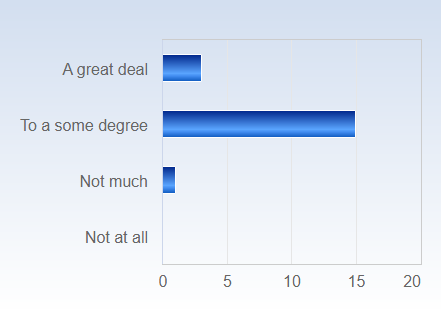 A great deal
To a some degree
Not much
Not at all
0 5 10 15 20